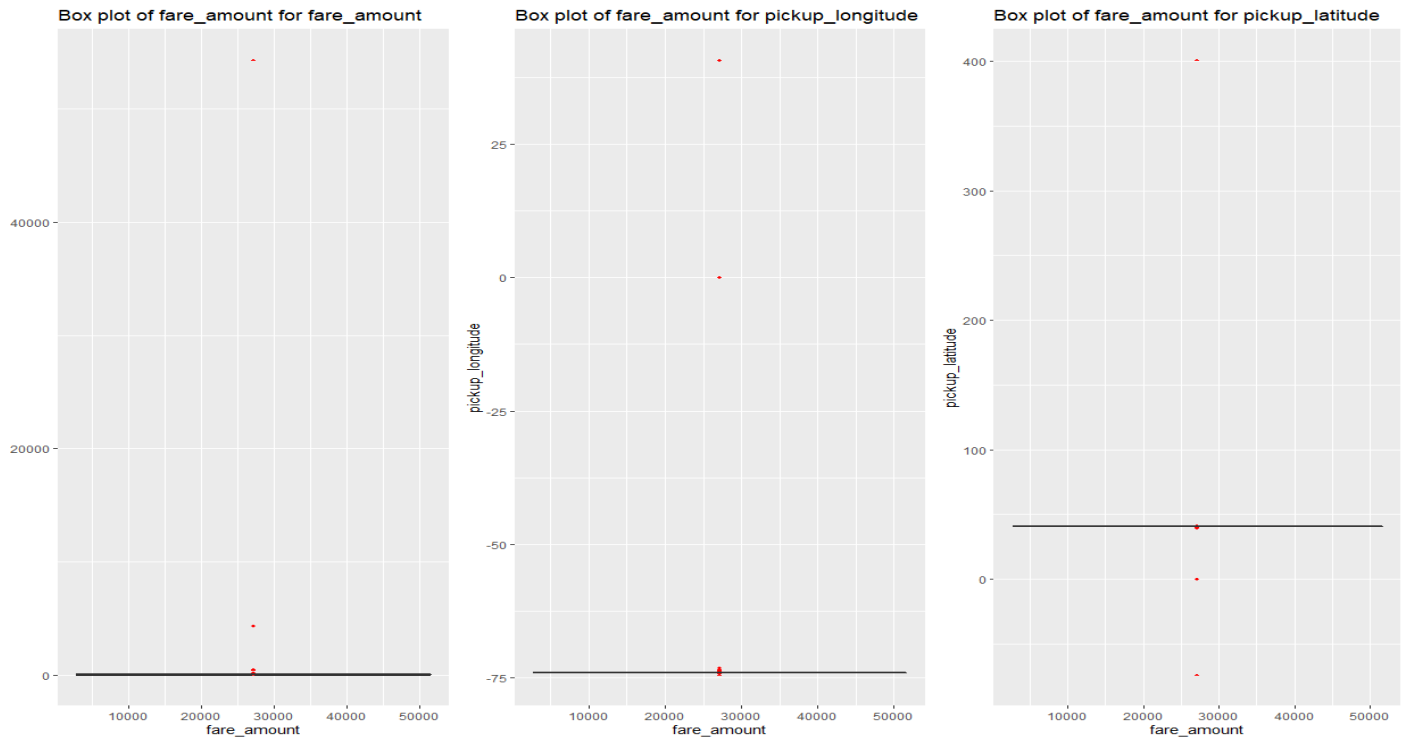 Box plot of fare_amount for fare_amount
40000
20000
0
10000 20000 30000 40000 50000
fare_amount
Box plot of fare_amount for pickup_longitude
pickup_longitude
25
0
-25
-50
-75
10000 20000 30000 40000 50000
fare_amount
Box plot of fare_amount for pickup_latitude
pickup_latitude
400
300
200
100
0
10000 20000 30000 40000 50000
fare_amount